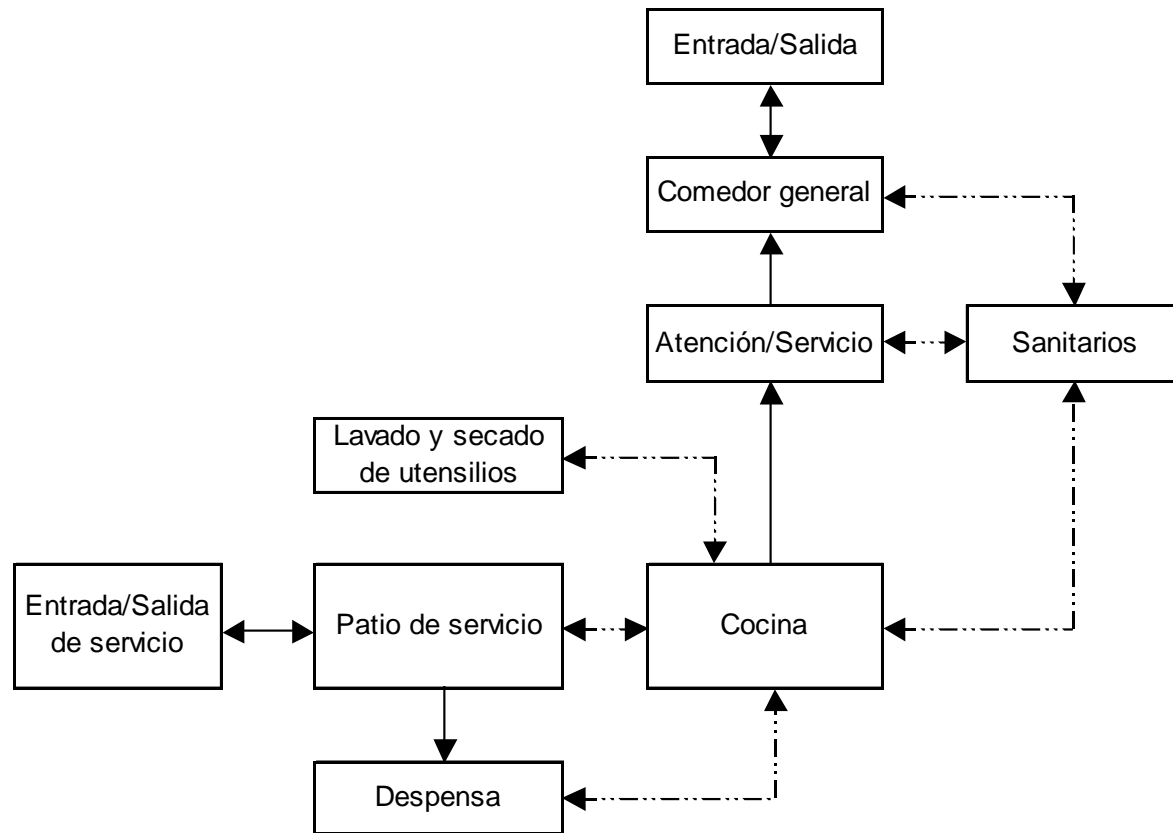 Entrada/Salida
Comedor general
Atención/Servicio
Sanitarios
Lavado y secado
de utensilios
Entrada/Salida
de servicio
Patio de servicio
Cocina
Despensa